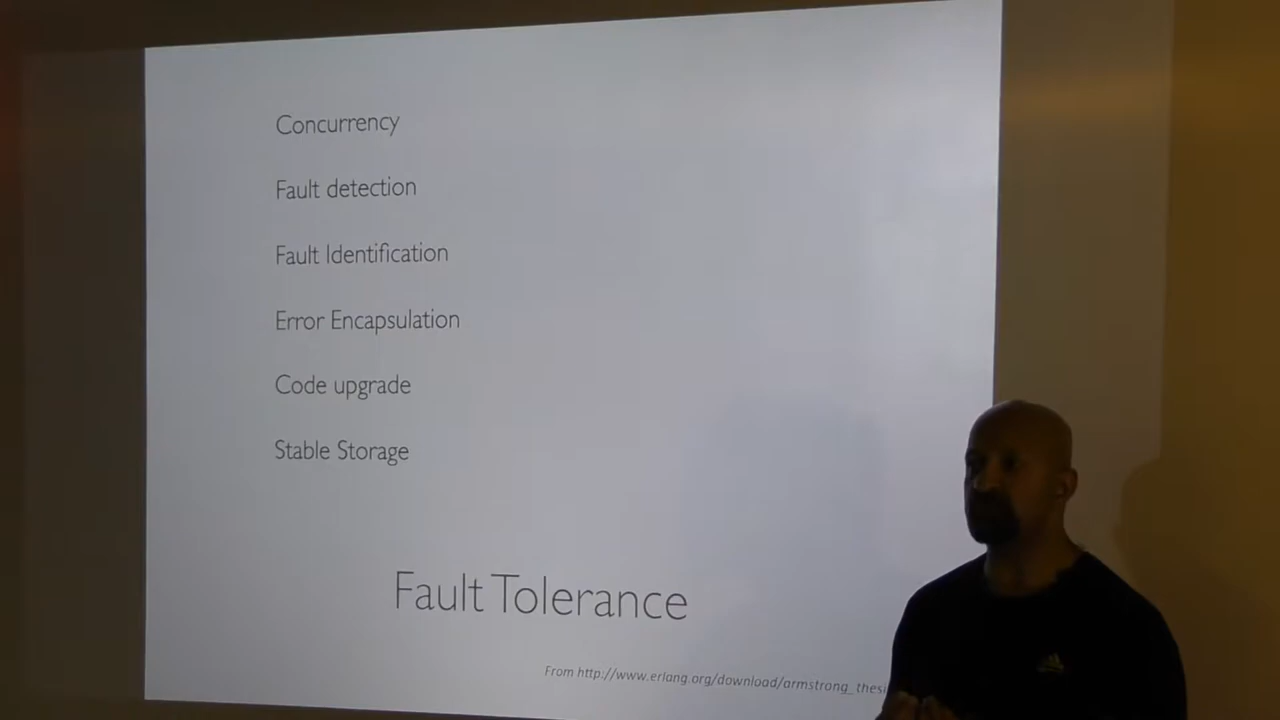 Concurrency
Fault detection
Fault Identification
Error Encapsulation
Code upgrade
Stable Storage
Fault Tolerance
From http://www.erlang.org/download/armstrong_thesi